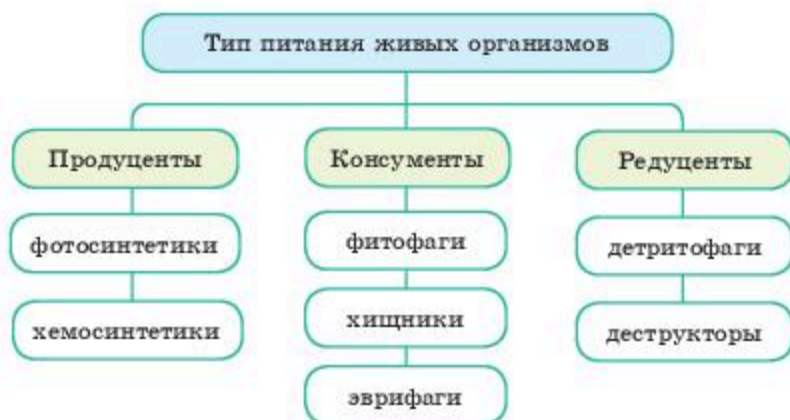 Тип питания живых организмов
Продуценты
фотосинтетики
хемосинтетики
Консументы
фитофаги
хищники
эврифаги
Редуценты
детритофаги
деструкторы